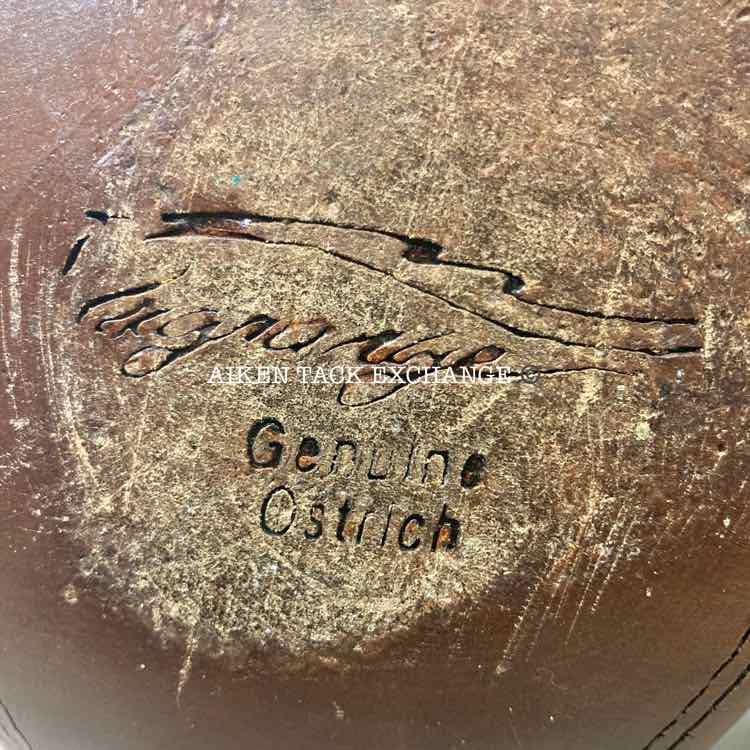 AIKEN TACK EXCHANGE ©
Genuine
Ostrich